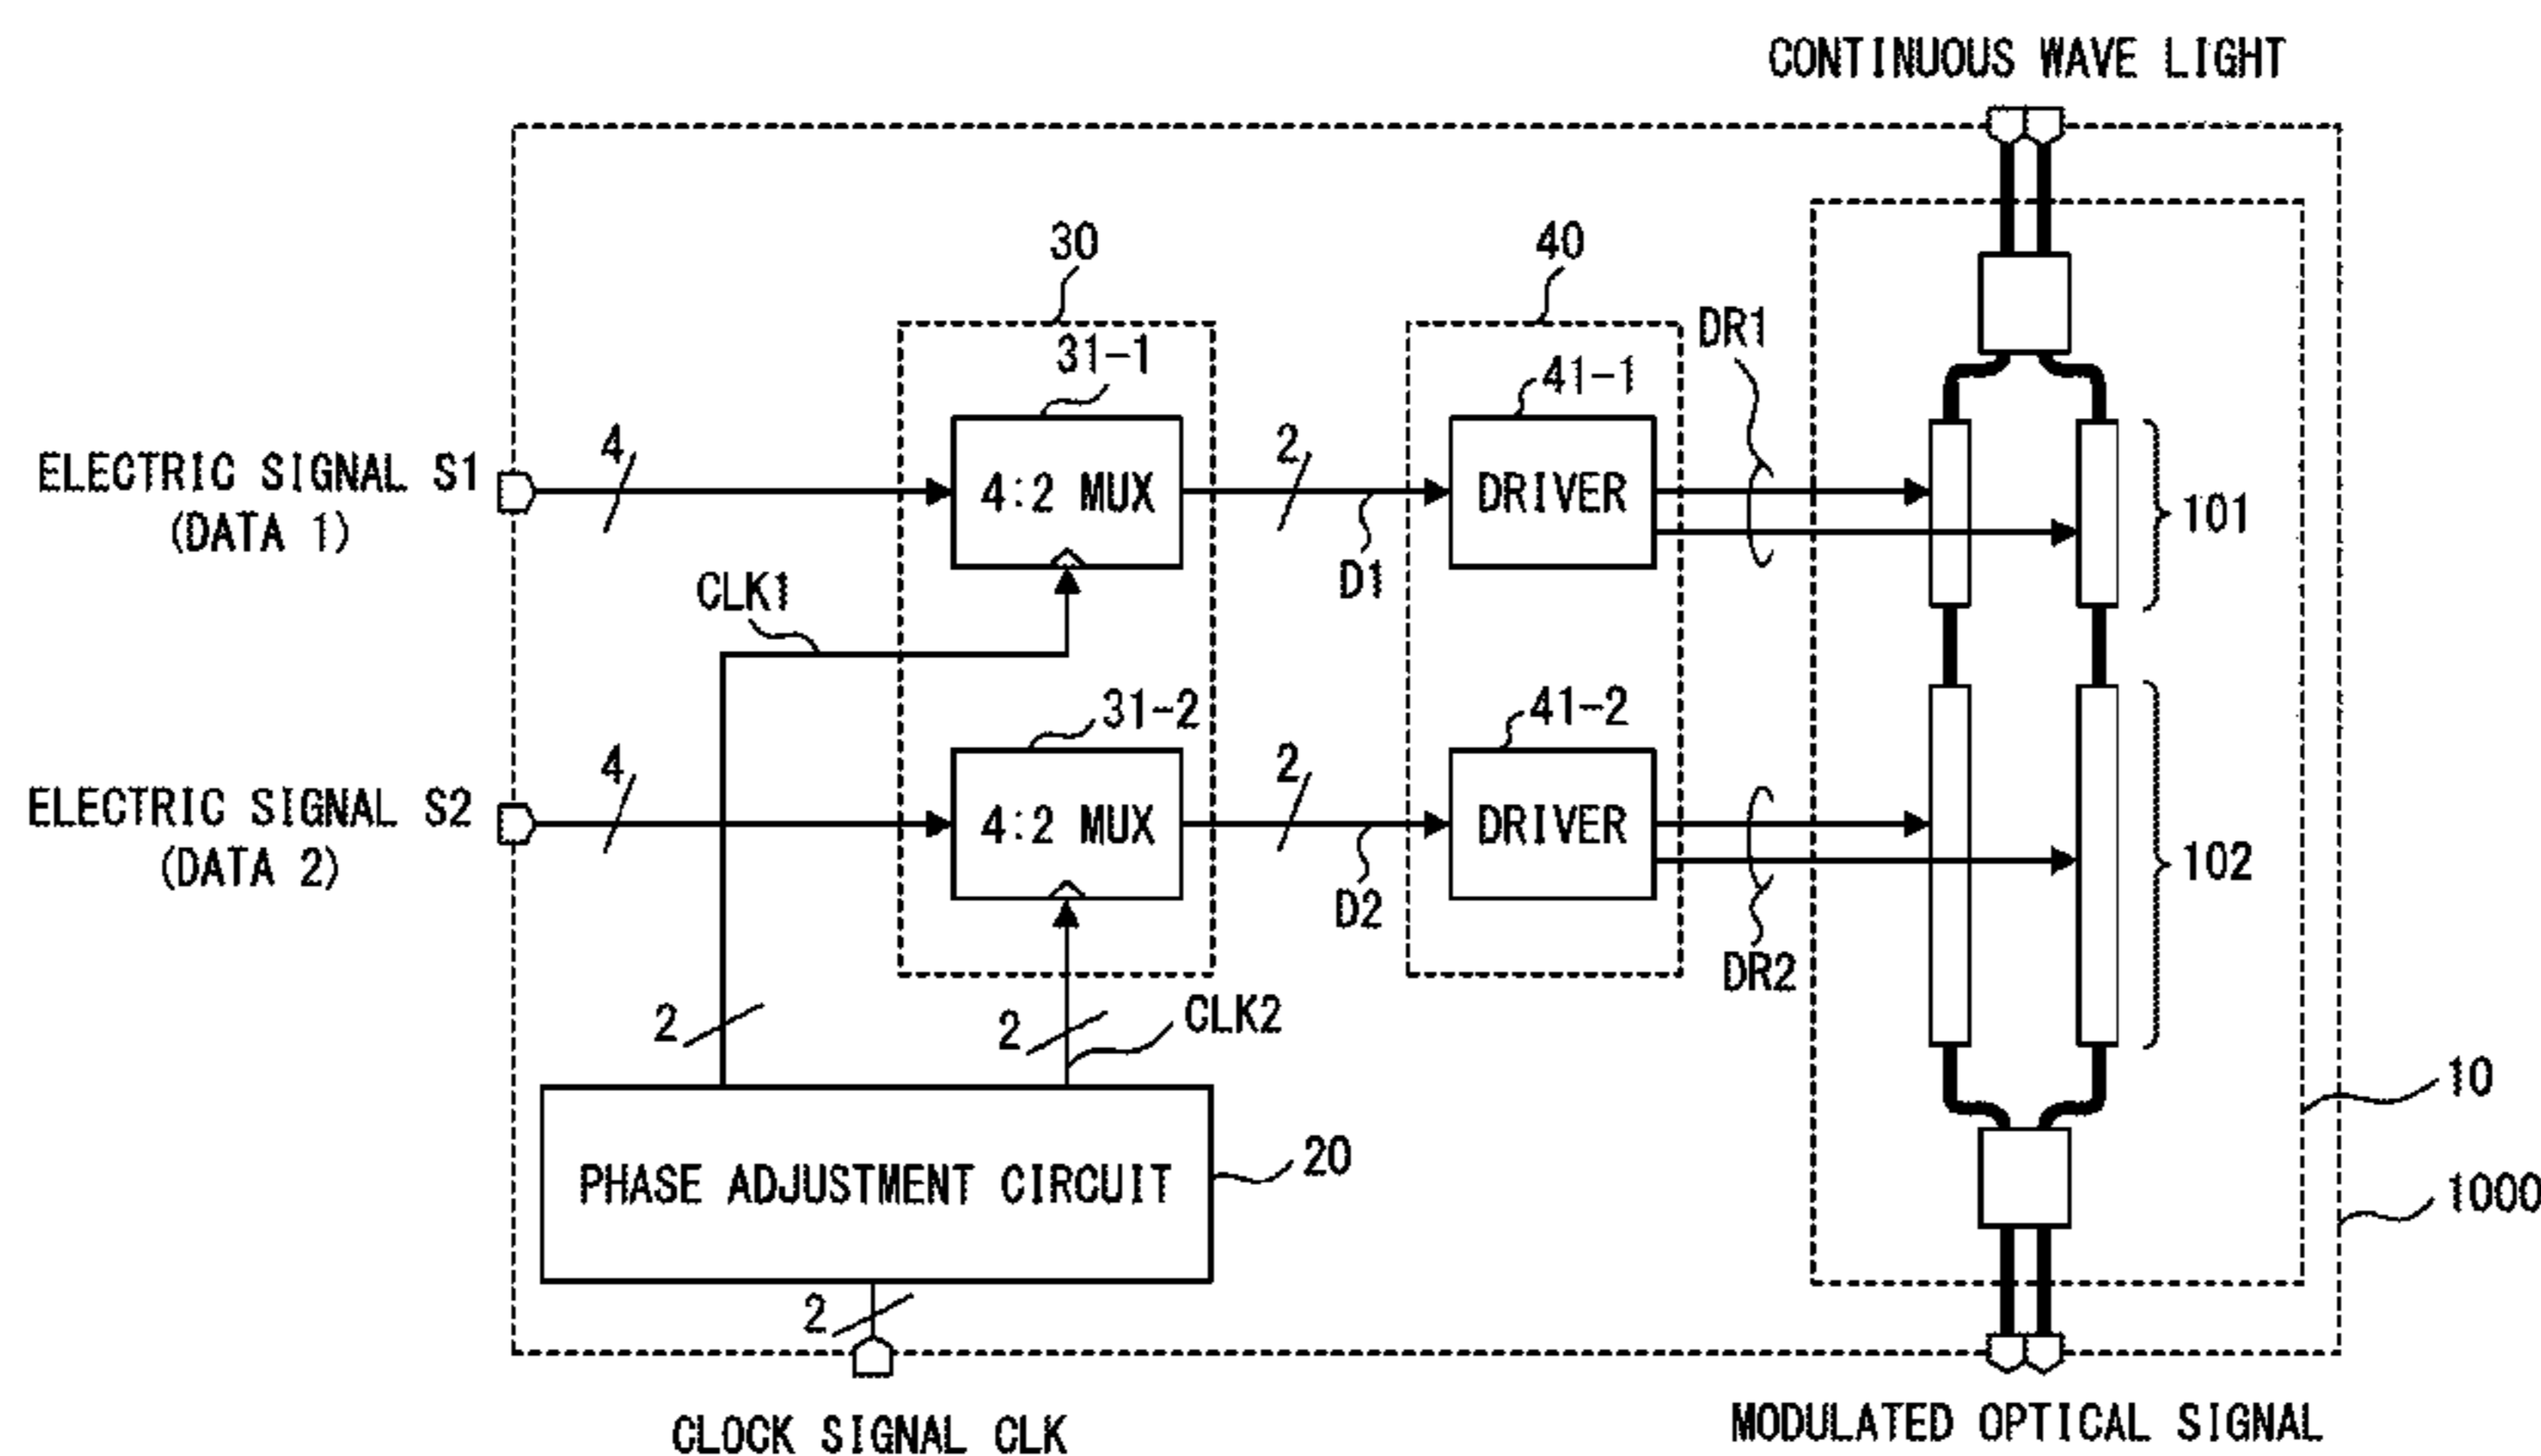 CONTINUOUS WAVE LIGHT
30
40
31-1
41-1
DR1
ELECTRIC SIGNAL S1
(DATA 1)
4
4:2 MUX
2
D1
DRIVER
101
CLK1
31-2
41-2
ELECTRIC SIGNAL S2
(DATA 2)
4
4:2 MUX
2
D2
DRIVER
102
DR2
2
2
CLK2
10
PHASE ADJUSTMENT CIRCUIT
20
1000
2
CLOCK SIGNAL CLK
MODULATED OPTICAL SIGNAL